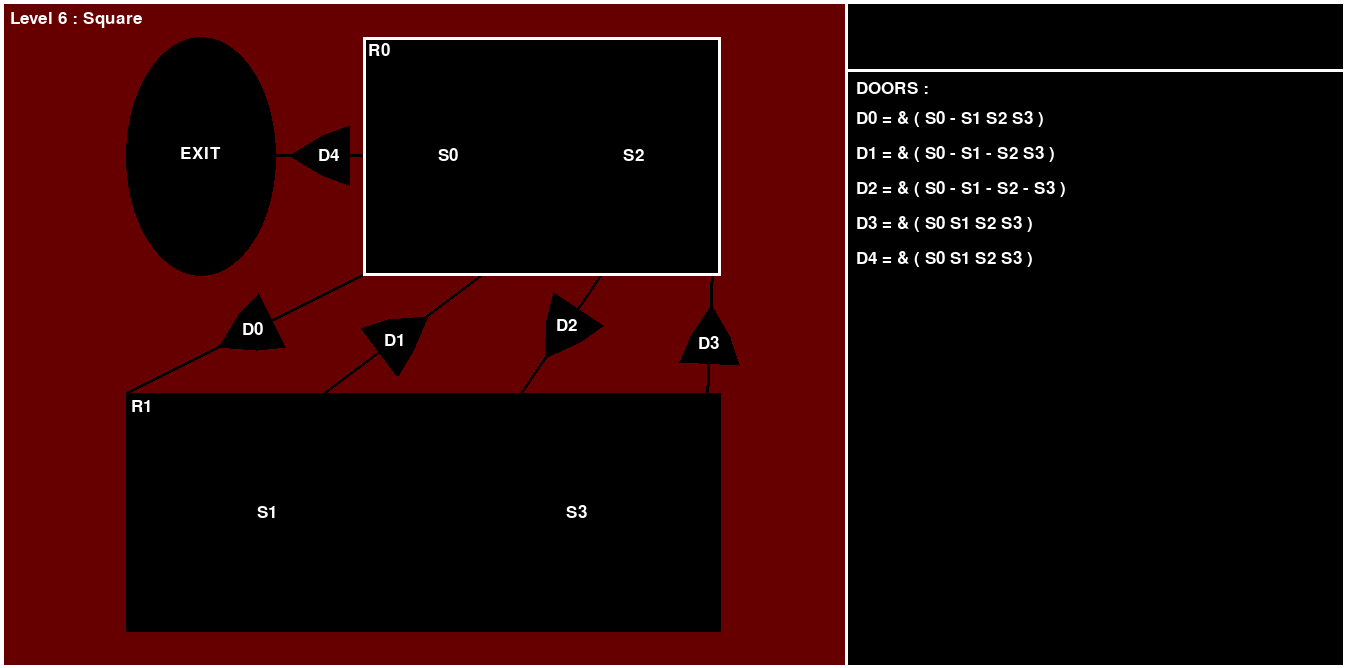 Level 6 : Square
R0
EXIT
D4
S0
S2
D0
D1
D2
D3
R1
S1
S3
DOORS :
D0 = & ( S0 - S1 S2 S3 )
D1 = & ( S0 - S1 - S2 S3 )
D2 = & ( S0 - S1 - S2 - S3 )
D3 = & ( S0 S1 S2 S3 )
D4 = & ( S0 S1 S2 S3 )